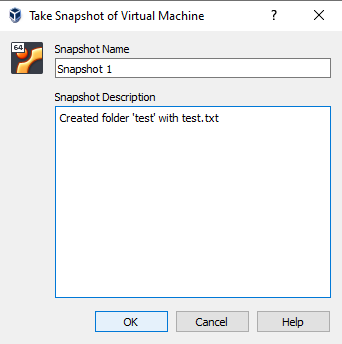 Take Snapshot of Virtual Machine
?
64
Snapshot Name
Snapshot 1
Snapshot Description
Created folder 'test' with test.txt
OK Cancel Help